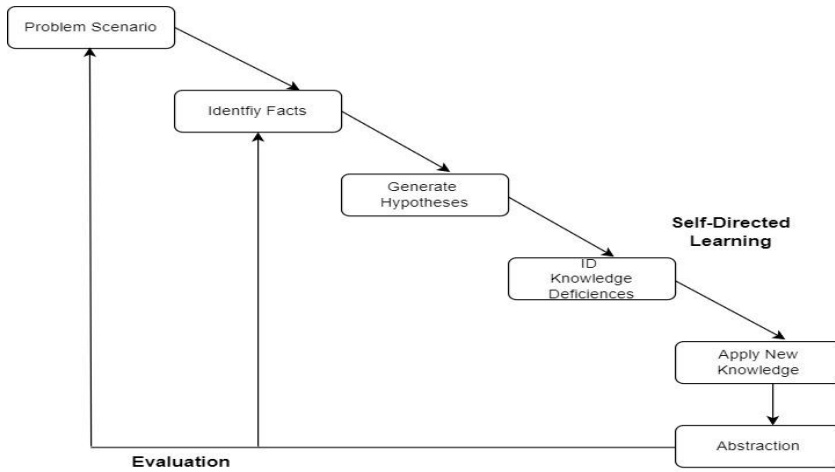 Problem Scenario
Identfiy Facts
Generate
Hypotheses
Self-Directed
Learning
ID
Knowledge
Deficiences
Apply New
Knowledge
Abstraction
Evaluation